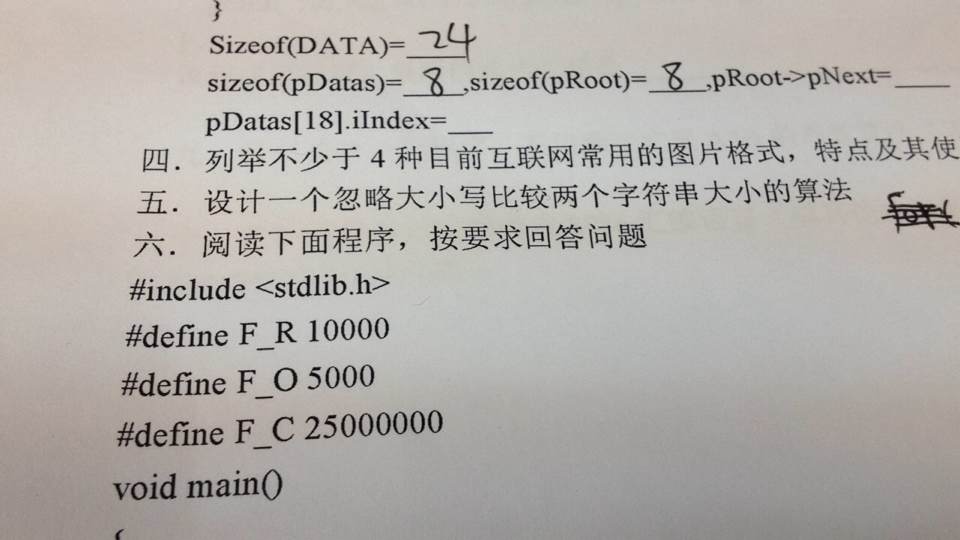 }
Sizeof(DATA)= 24
sizeof(pDatas)= 8 ,sizeof(pRoot)= 8 ,pRoot->pNext=____
pDatas[18].iIndex=____
四．列举不少于 4 种目前互联网常用的图片格式，特点及其使
五．设计一个忽略大小写比较两个字符串大小的算法
六．阅读下面程序，按要求回答问题
#include <stdlib.h>
#define F_R 10000
#define F_O 5000
#define F_C 25000000
void main()
{